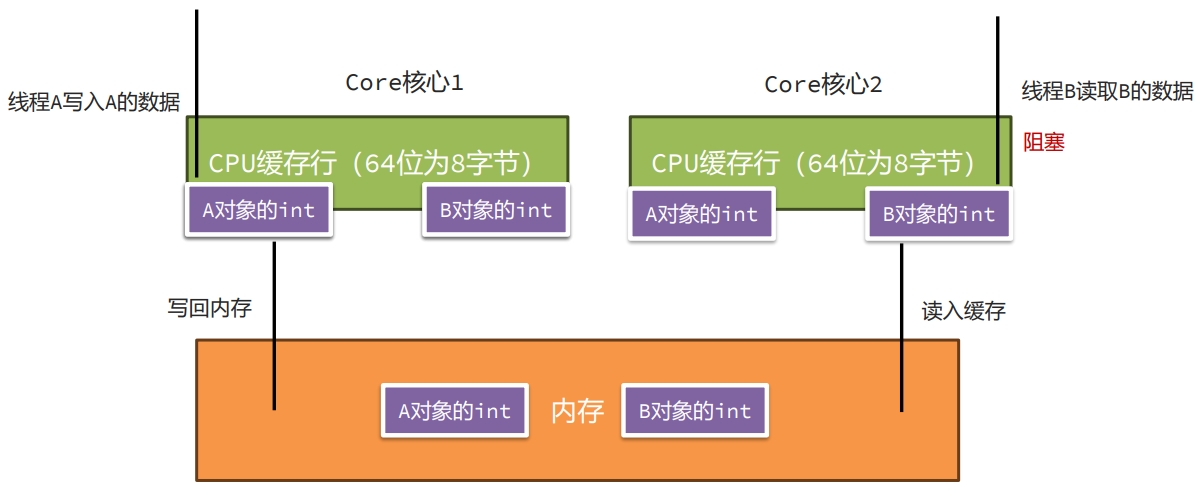 Core核心1
Core核心2
线程A写入A的数据
线程B读取B的数据
阻塞
CPU缓存行（64位为8字节）
CPU缓存行（64位为8字节）
A对象的int
B对象的int
A对象的int
B对象的int
写回内存
读入缓存
A对象的int
内存
B对象的int